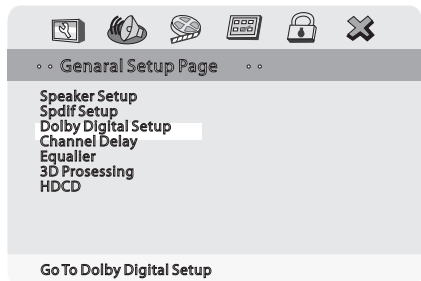 Genaral Setup Page
Speaker Setup
Spdif Setup
Dolby Digital Setup
Channel Delay
Equalier
3D Prosessing
HDCD
Go To Dolby Digital Setup